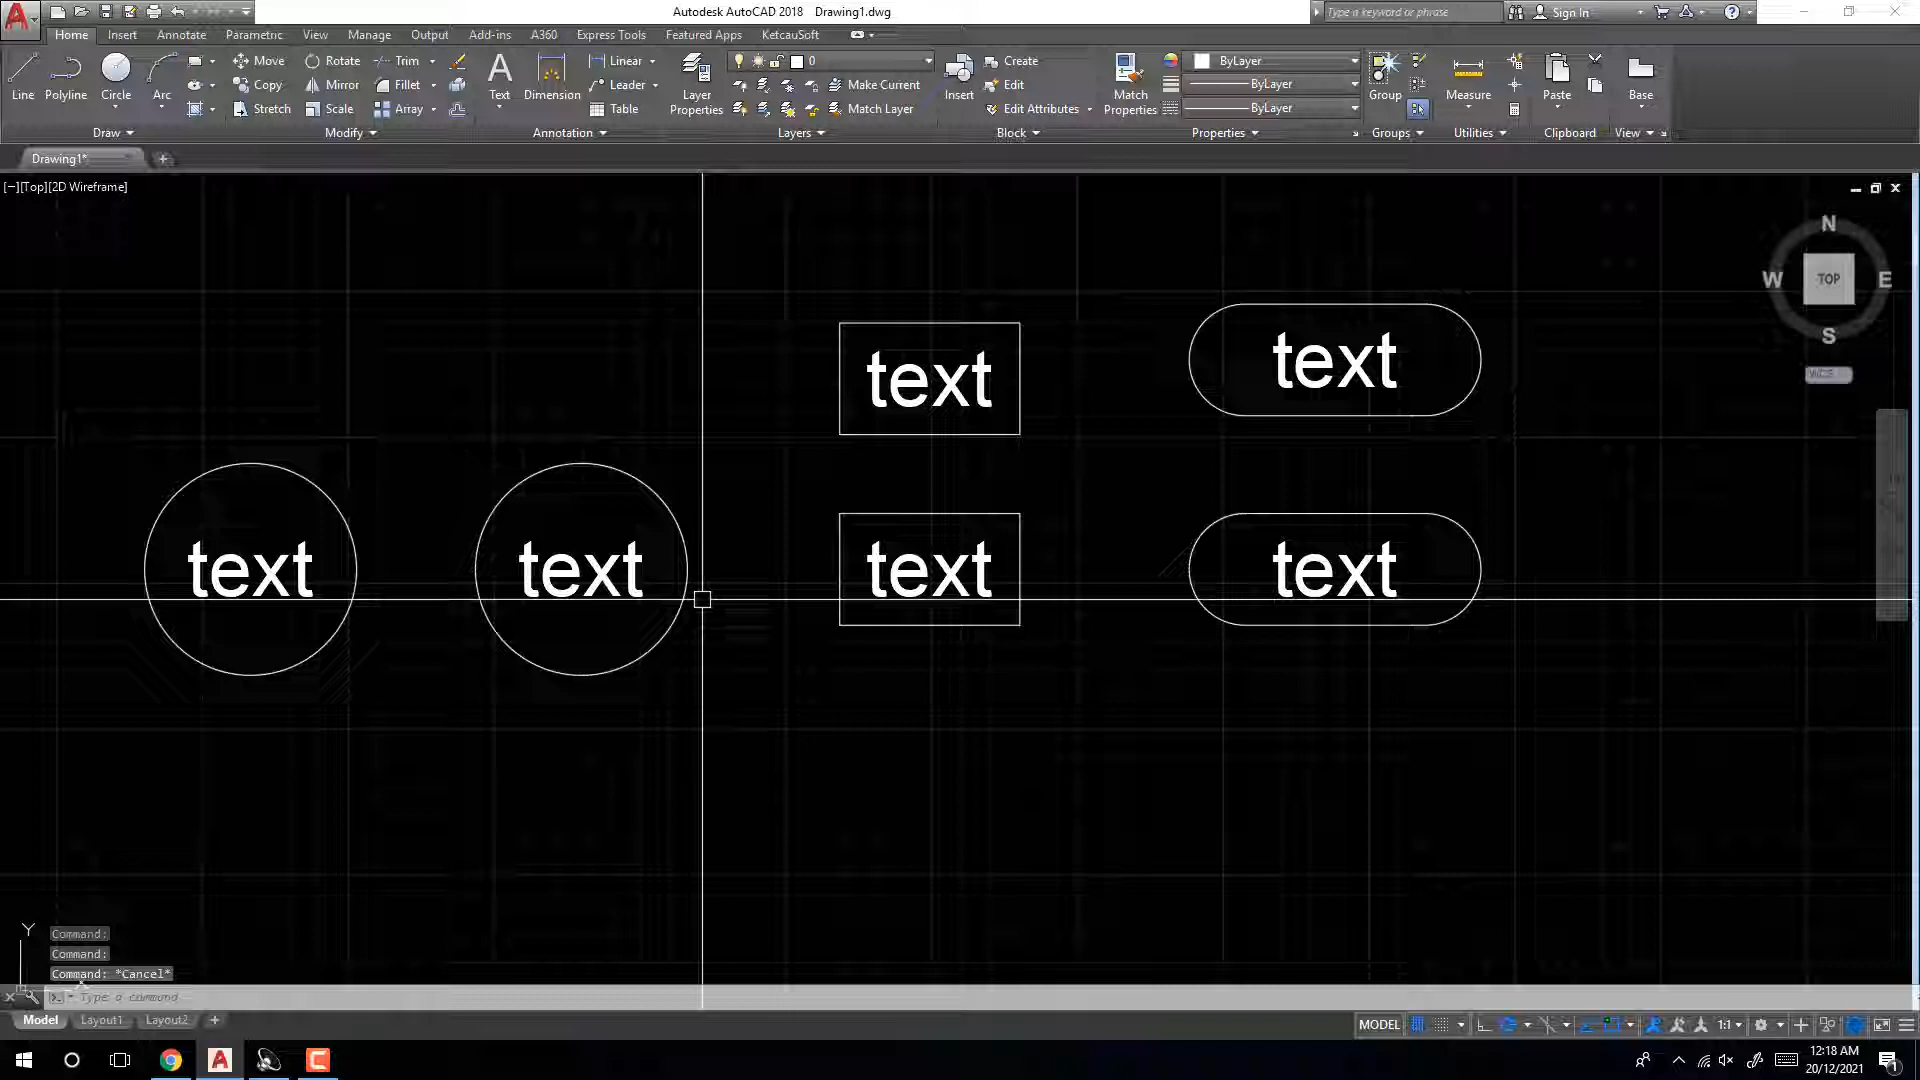 Autodesk AutoCAD 2018 Drawing1.dwg
Type a keyword or phrase
Sign In
Home Insert Annotate Parametric View Manage Output Add-ins A360 Express Tools Featured Apps KetcauSoft
Line Polyline Circle Arc
Move Rotate Trim
Copy Mirror Fillet
Stretch Scale Array
Text Dimension
Linear
Leader
Table
Layer Properties
0
Make Current
Match Layer
Insert
Create
Edit
Edit Attributes
Match Properties
ByLayer
ByLayer
ByLayer
Group
Measure
Paste
Base
Draw Modify Annotation Layers Block Properties Groups Utilities Clipboard View
Drawing1*
[−][Top][2D Wireframe]
N
W TOP E
S
WCS
text text
text text text text
Y
X
Command:
Command:
Command: *Cancel*
Type a command
Model Layout1 Layout2
MODEL 1:1
12:18 AM
20/12/2021
1